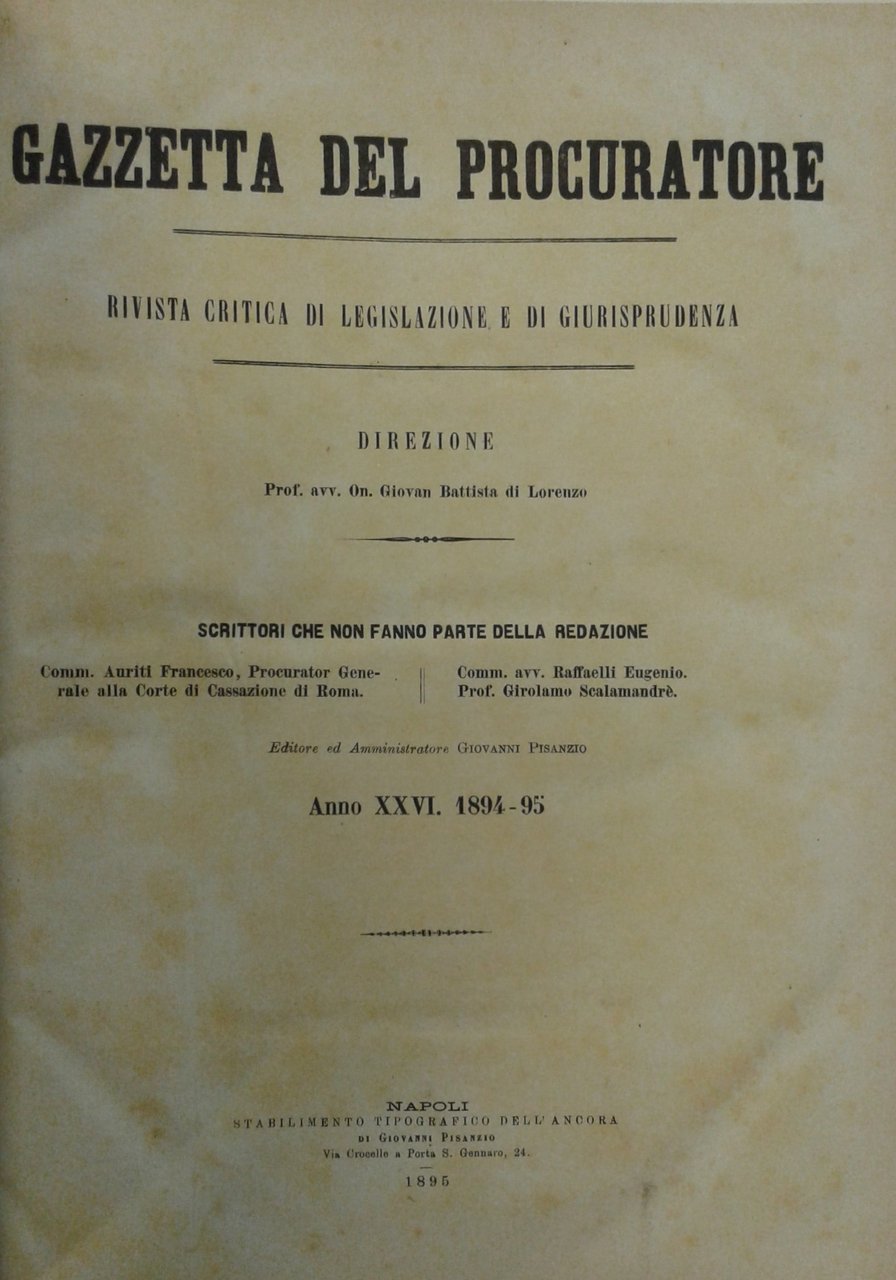 GAZZETTA DEL PROCURATORE
RIVISTA CRITICA DI LEGISLAZIONE E DI GIURISPRUDENZA
DIREZIONE
Prof. avv. On. Giovan Battista di Lorenzo
SCRITTORI CHE NON FANNO PARTE DELLA REDAZIONE
Comm. Auriti Francesco, Procurator Gene-
rale alla Corte di Cassazione di Roma.
Comm. avv. Raffaelli Eugenio.
Prof. Girolamo Scalamandrè.
Editore ed Amministratore GIOVANNI PISANZIO
Anno XXVI. 1894-95
NAPOLI
STABILIMENTO TIPOGRAFICO DELL'ANCORA
DI GIOVANNI PISANZIO
Via Crocelle a Porta S. Gennaro, 24.
1895